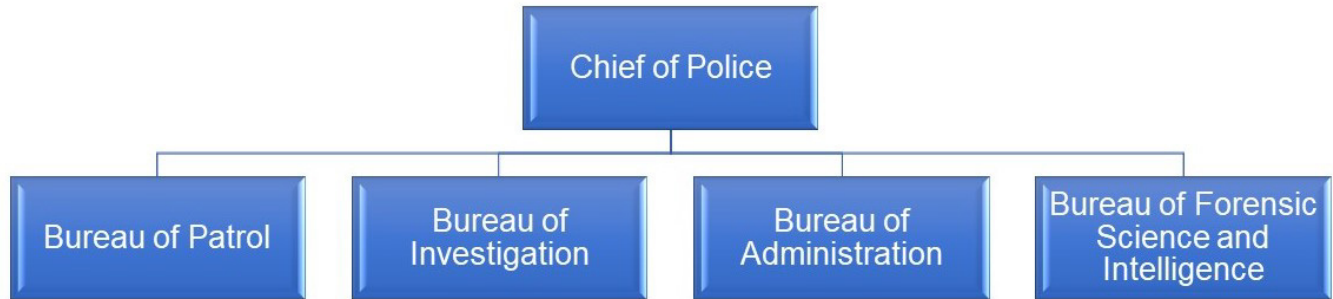 Chief of Police
Bureau of Patrol
Bureau of
Investigation
Bureau of
Administration
Bureau of Forensic
Science and
Intelligence